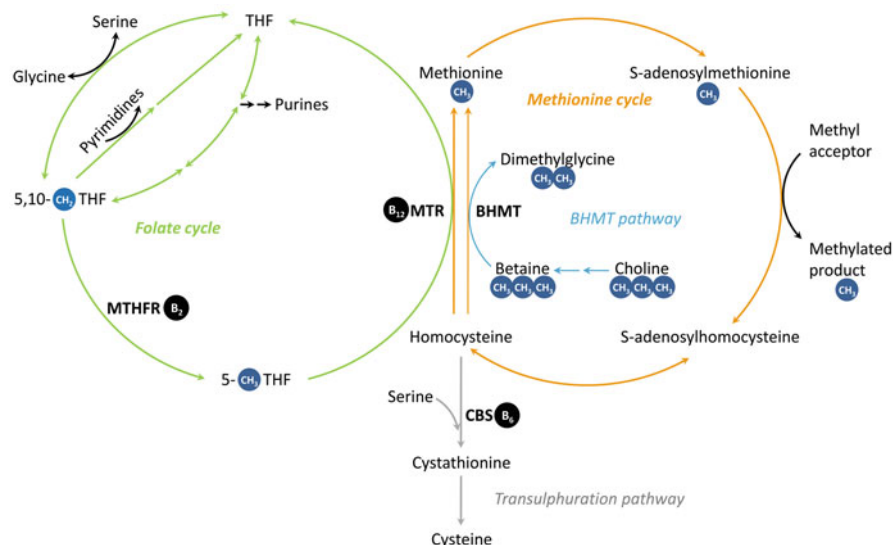 Serine
THF
Glycine
Pyrimidines
Purines
5,10- CH₂ THF
Folate cycle
MTHFR B₂
5- CH₃ THF
B₁₂ MTR
Methionine
CH₃
Methionine cycle
S-adenosylmethionine
CH₃
Methyl
acceptor
Dimethylglycine
CH₃ CH₃
BHMT
BHMT pathway
Betaine
CH₃ CH₃ CH₃
Choline
CH₃ CH₃ CH₃
Methylated
product
CH₃
Homocysteine
S-adenosylhomocysteine
Serine
CBS B₆
Cystathionine
Transulphuration pathway
Cysteine